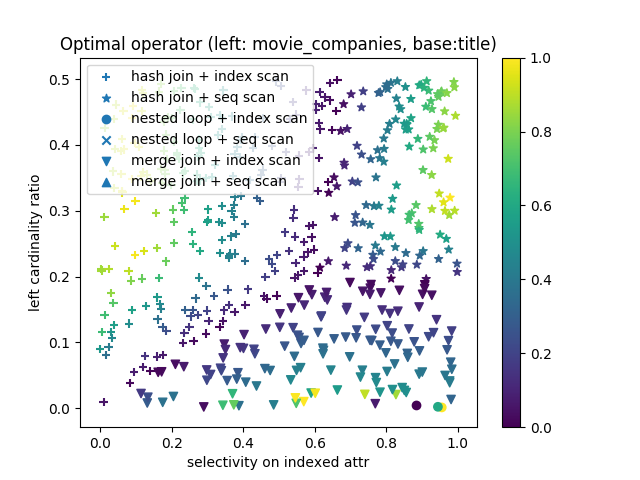 Optimal operator (left: movie_companies, base:title)
hash join + index scan
hash join + seq scan
nested loop + index scan
nested loop + seq scan
merge join + index scan
merge join + seq scan
left cardinality ratio
0.5
0.4
0.3
0.2
0.1
0.0
0.0
0.2
0.4
0.6
0.8
1.0
selectivity on indexed attr
1.0
0.8
0.6
0.4
0.2
0.0